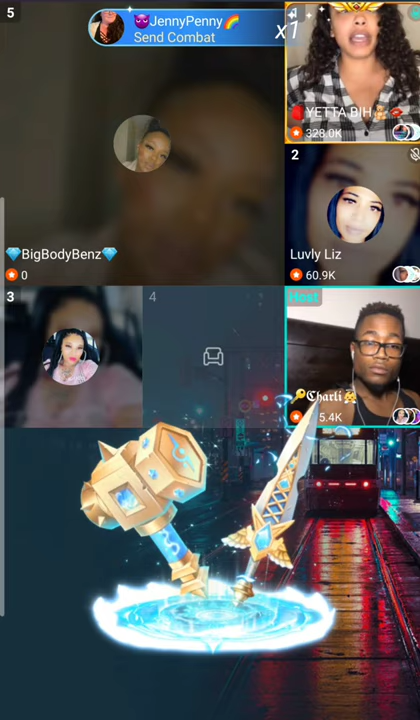 5
😈JennyPenny🌈
Send Combat
x1
YETTA BIH
328.0K
💎BigBodyBenz💎
0
2
Luvly Liz
60.9K
3
4
Host
🔑ℭ𝔥𝔞𝔯𝔩𝔦
5.4K